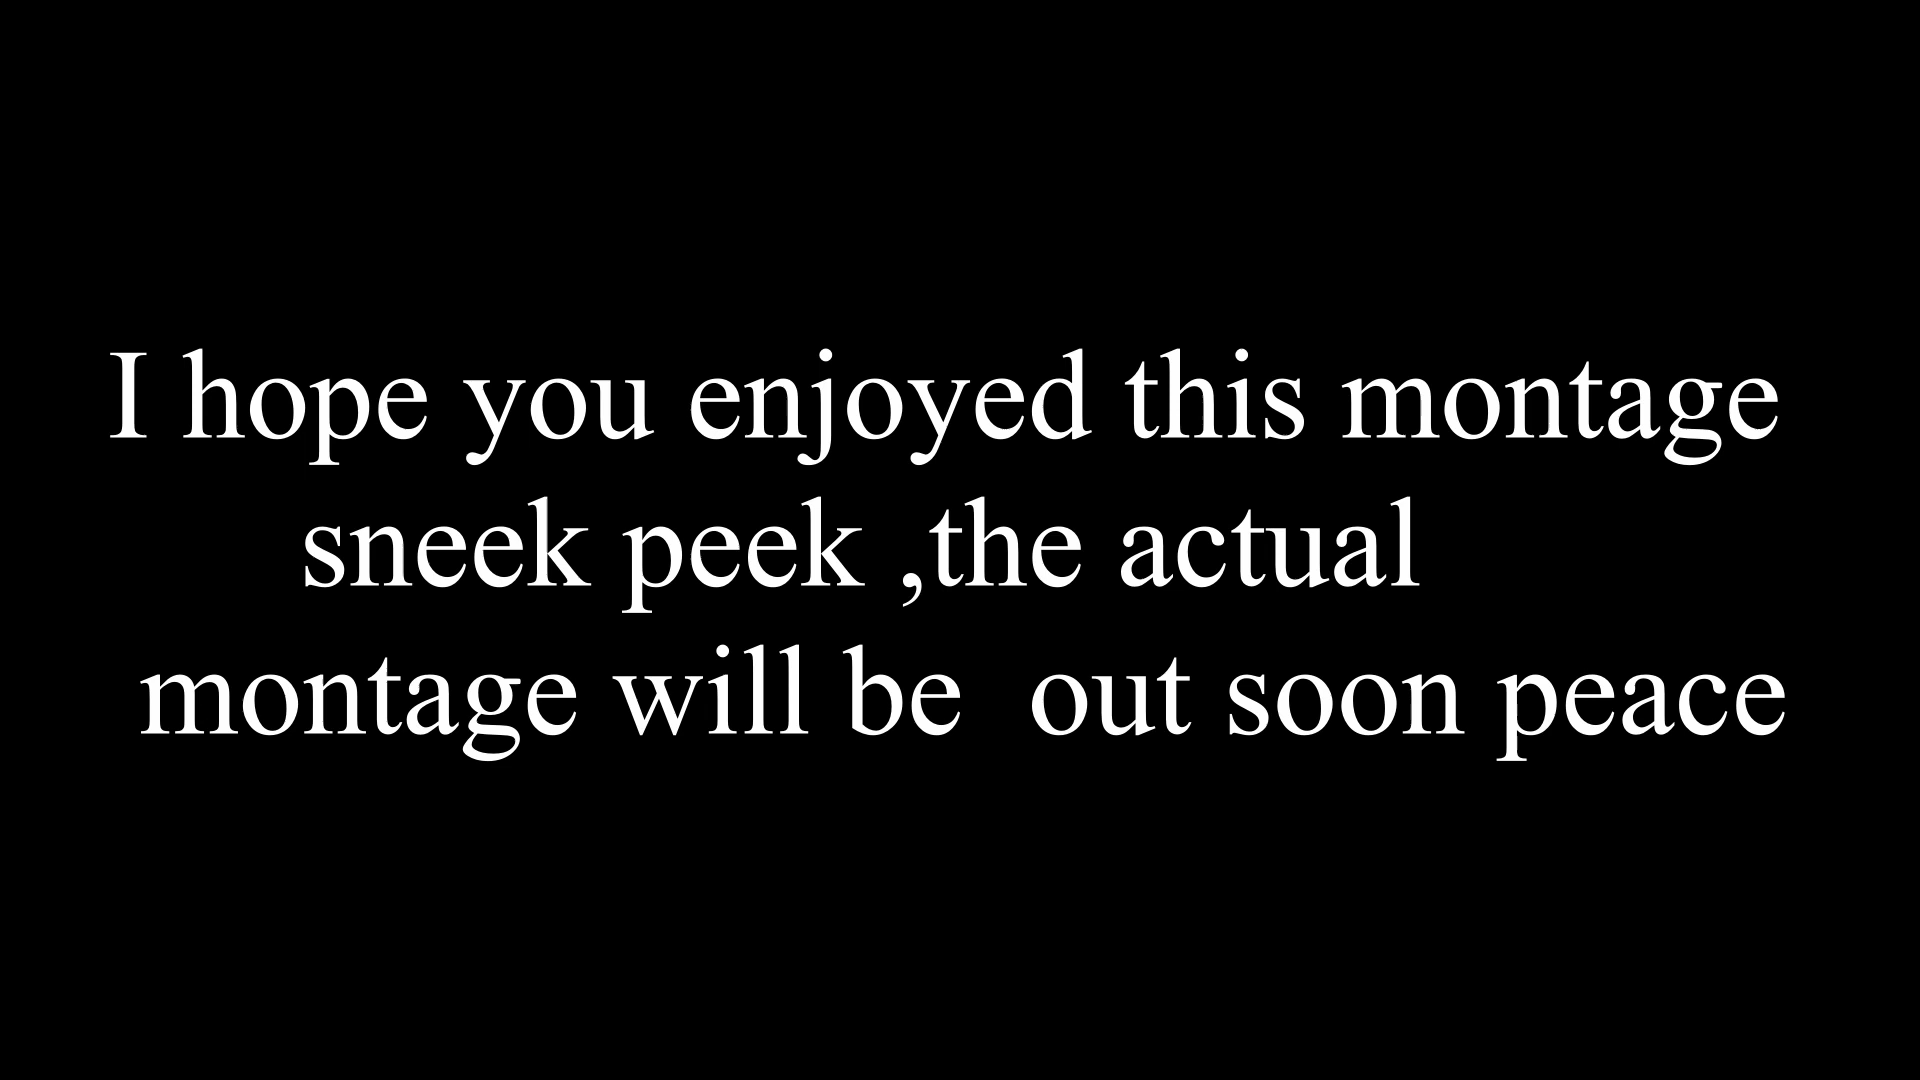 I hope you enjoyed this montage
sneek peek ,the actual
montage will be  out soon peace